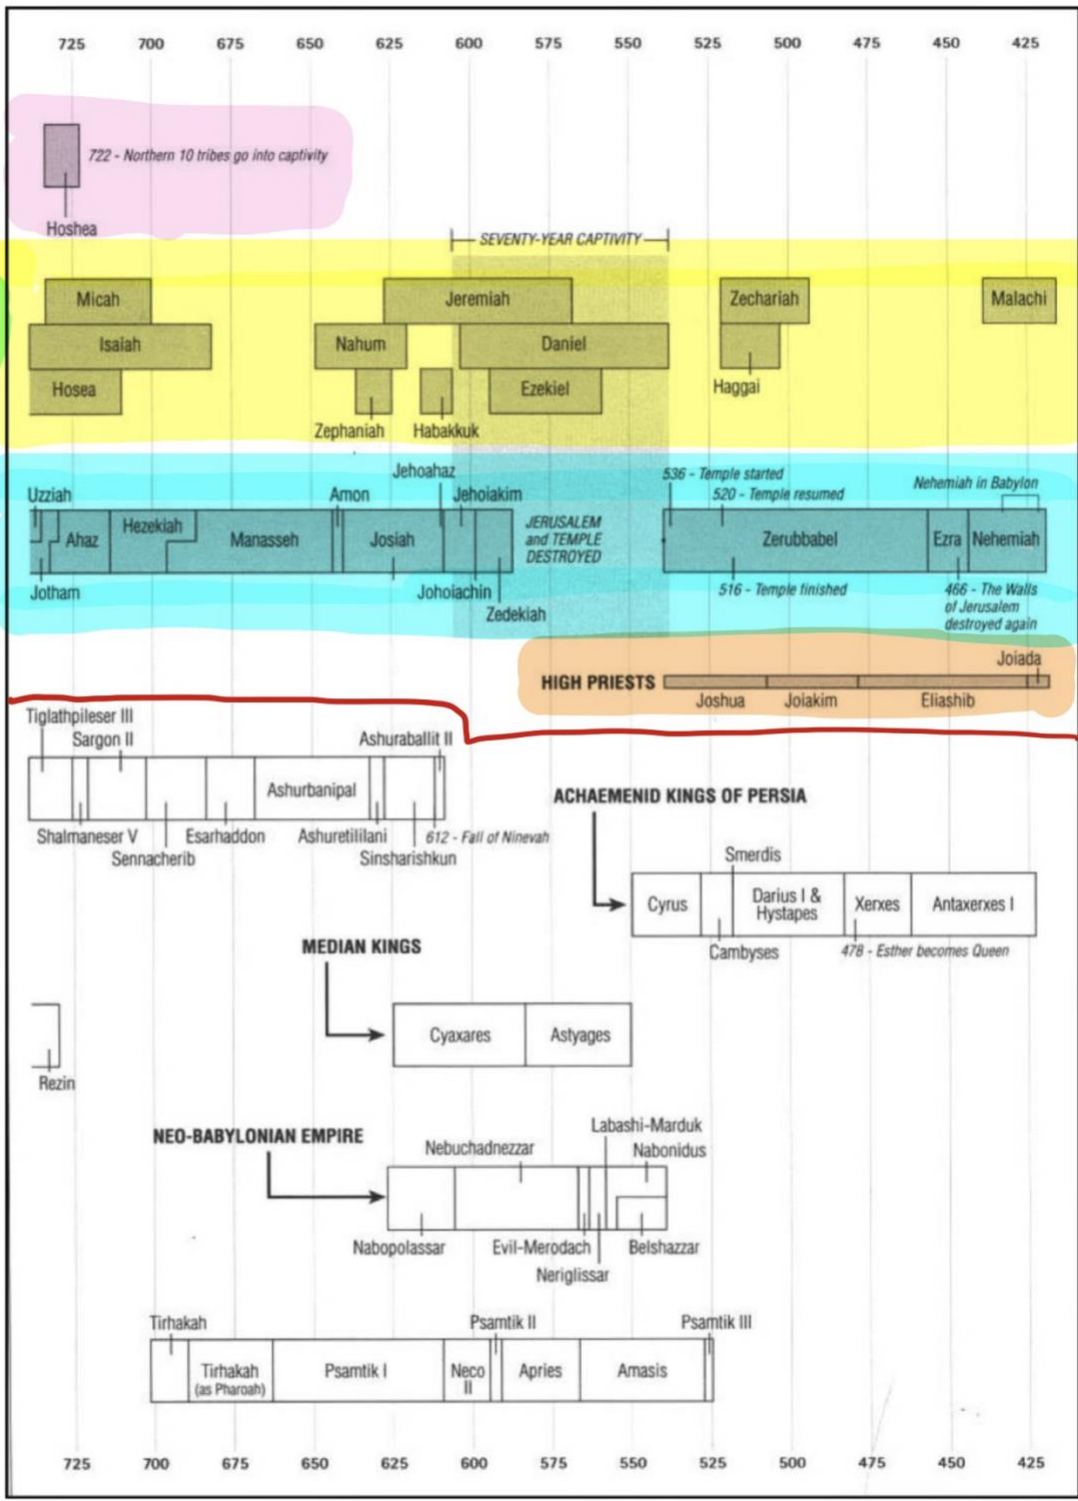 725 700 675 650 625 600 575 550 525 500 475 450 425
722 - Northern 10 tribes go into captivity
Hoshea
SEVENTY-YEAR CAPTIVITY
Micah Jeremiah Zechariah Malachi
Isaiah Nahum Daniel
Hosea Ezekiel Haggai
Zephaniah Habakkuk
Jehoahaz 536 - Temple started
Nehemiah in Babylon
Uzziah Amon Jehoiakim 520 - Temple resumed
JERUSALEM
and TEMPLE
DESTROYED
Ahaz Hezekiah Manasseh Josiah Zerubbabel Ezra Nehemiah
Jotham Johoiachin 516 - Temple finished 466 - The Walls
of Jerusalem
destroyed again
Zedekiah
Joiada
HIGH PRIESTS
Joshua Joiakim Eliashib
Tiglathpileser III
Sargon II Ashuraballit II
Ashurbanipal
ACHAEMENID KINGS OF PERSIA
Shalmaneser V Esarhaddon Ashuretililani 612 - Fall of Ninevah
Sennacherib Sinsharishkun
Smerdis
Cyrus Darius I &
Hystapes Xerxes Antaxerxes I
Cambyses 478 - Esther becomes Queen
MEDIAN KINGS
Cyaxares Astyages
Rezin
Labashi-Marduk
NEO-BABYLONIAN EMPIRE
Nebuchadnezzar Nabonidus
Nabopolassar Evil-Merodach Belshazzar
Neriglissar
Tirhakah Psamtik II Psamtik III
Tirhakah
(as Pharoah)
Psamtik I Neco
II
Apries Amasis
725 700 675 650 625 600 575 550 525 500 475 450 425